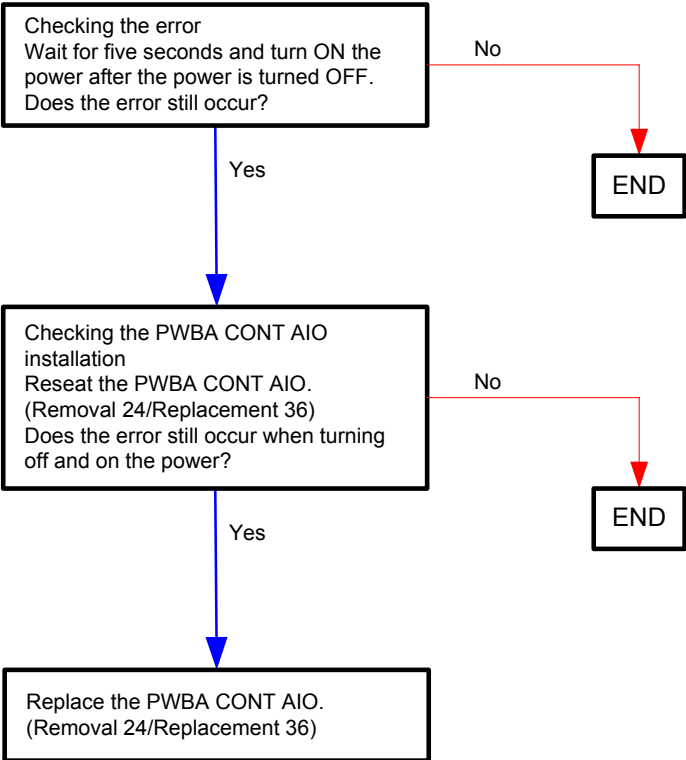 Checking the error
Wait for five seconds and turn ON the
power after the power is turned OFF.
Does the error still occur?
No
END
Yes
Checking the PWBA CONT AIO
installation
Reseat the PWBA CONT AIO.
(Removal 24/Replacement 36)
Does the error still occur when turning
off and on the power?
No
END
Yes
Replace the PWBA CONT AIO.
(Removal 24/Replacement 36)